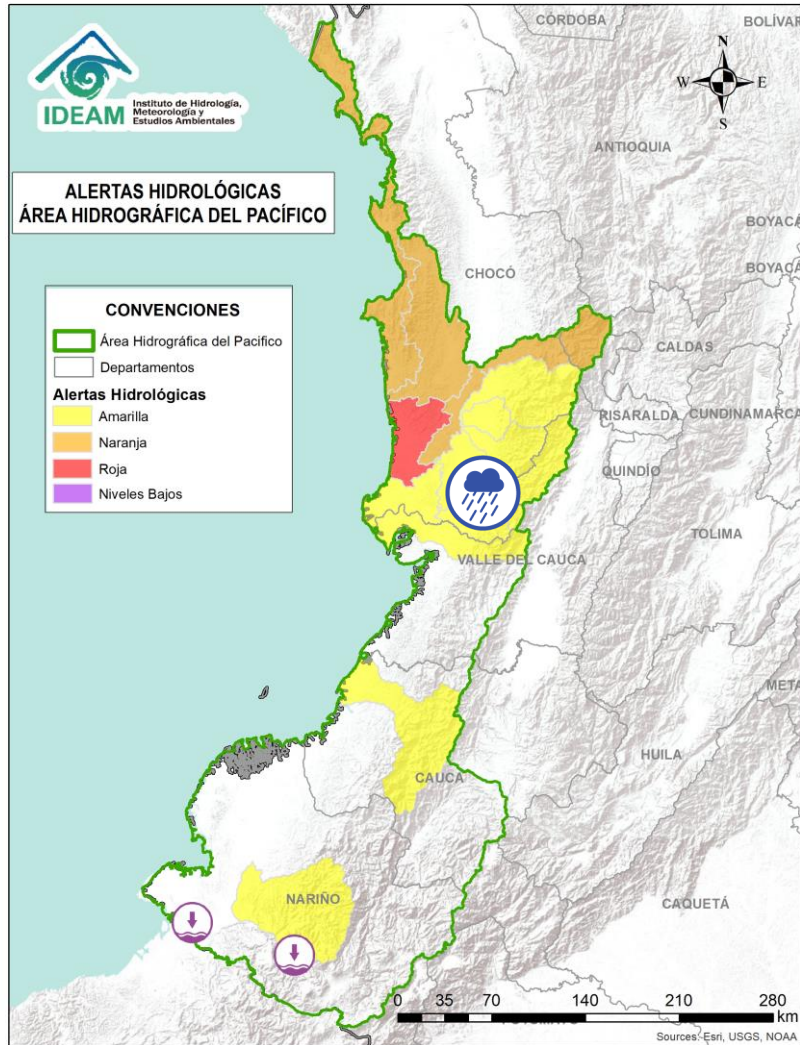 IDEAM
Instituto de Hidrología,
Meteorología y
Estudios Ambientales
ALERTAS HIDROLÓGICAS
ÁREA HIDROGRÁFICA DEL PACÍFICO
CONVENCIONES
Área Hidrográfica del Pacifico
Departamentos
Alertas Hidrológicas
Amarilla
Naranja
Roja
Niveles Bajos
N
W
E
S
CÓRDOBA
BOLÍVAR
ANTIOQUIA
BOYACÁ
BOYACÁ
CHOCÓ
CALDAS
RISARALDA
CUNDINAMARCA
QUINDÍO
TOLIMA
VALLE DEL CAUCA
META
HUILA
CAUCA
NARIÑO
CAQUETÁ
0 35 70 140 210 280
km
Sources: Esri, USGS, NOAA